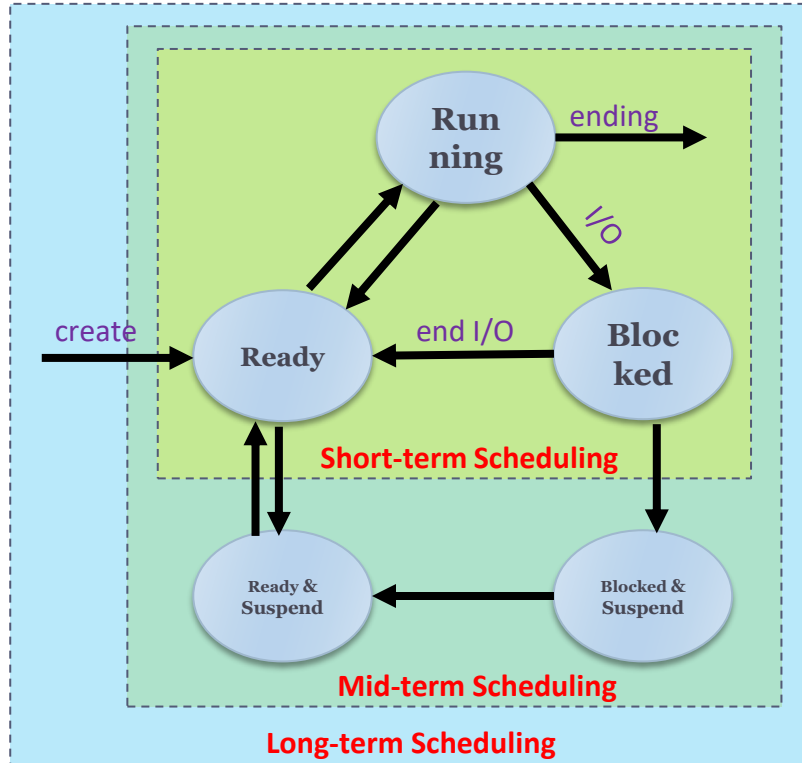 Run
ning
ending
I/O
create
Ready
end I/O
Bloc
ked
Short-term Scheduling
Ready &
Suspend
Blocked &
Suspend
Mid-term Scheduling
Long-term Scheduling